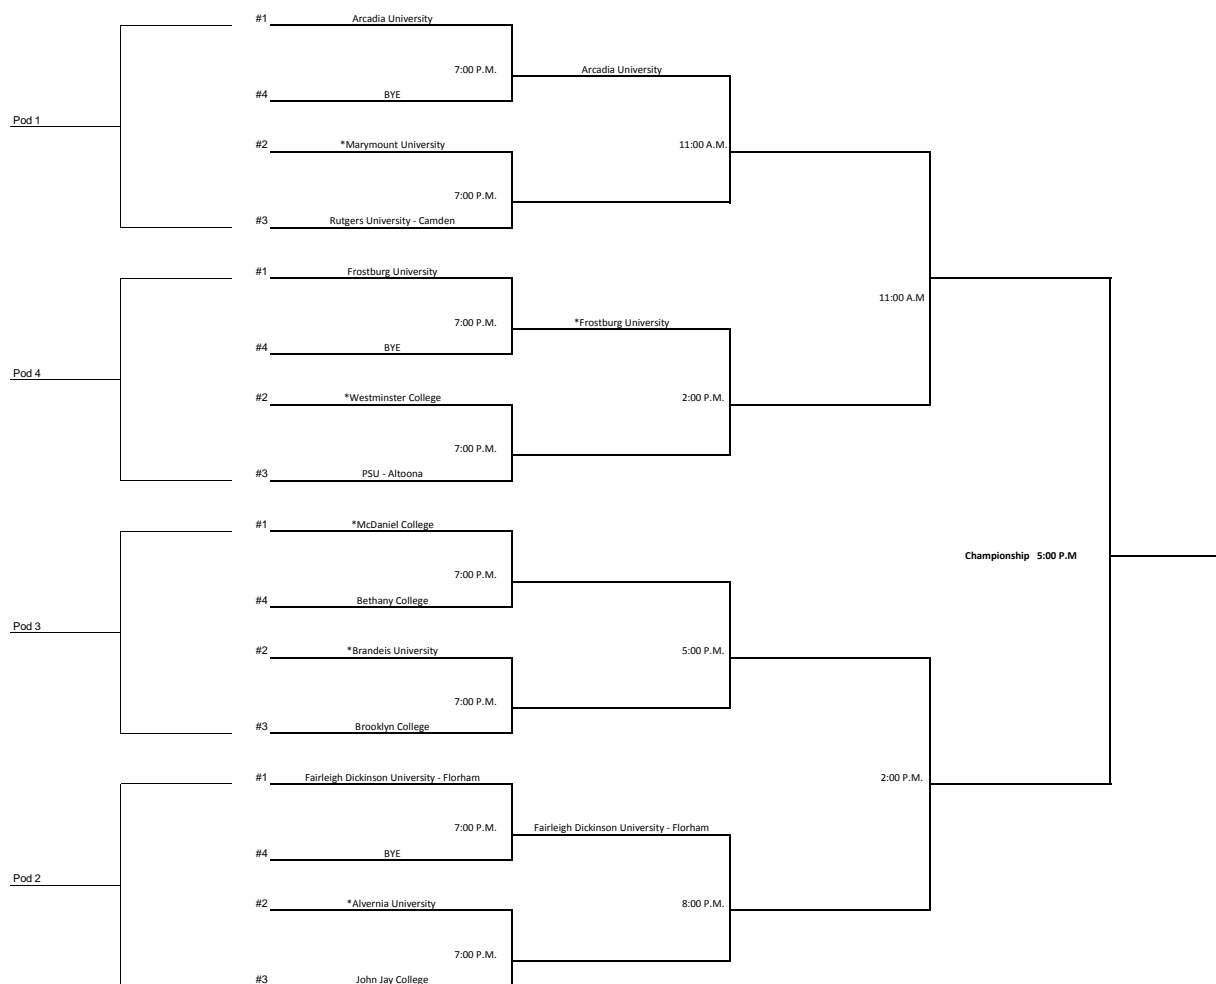 #1 Arcadia University
7:00 P.M. Arcadia University
#4 BYE
Pod 1
#2 *Marymount University 11:00 A.M.
7:00 P.M.
#3 Rutgers University - Camden
#1 Frostburg University
11:00 A.M
7:00 P.M. *Frostburg University
#4 BYE
Pod 4
#2 *Westminster College 2:00 P.M.
7:00 P.M.
#3 PSU - Altoona
#1 *McDaniel College
Championship 5:00 P.M
7:00 P.M.
#4 Bethany College
Pod 3
#2 *Brandeis University 5:00 P.M.
7:00 P.M.
#3 Brooklyn College
#1 Fairleigh Dickinson University - Florham 2:00 P.M.
7:00 P.M. Fairleigh Dickinson University - Florham
#4 BYE
Pod 2
#2 *Alvernia University 8:00 P.M.
7:00 P.M.
#3 John Jay College